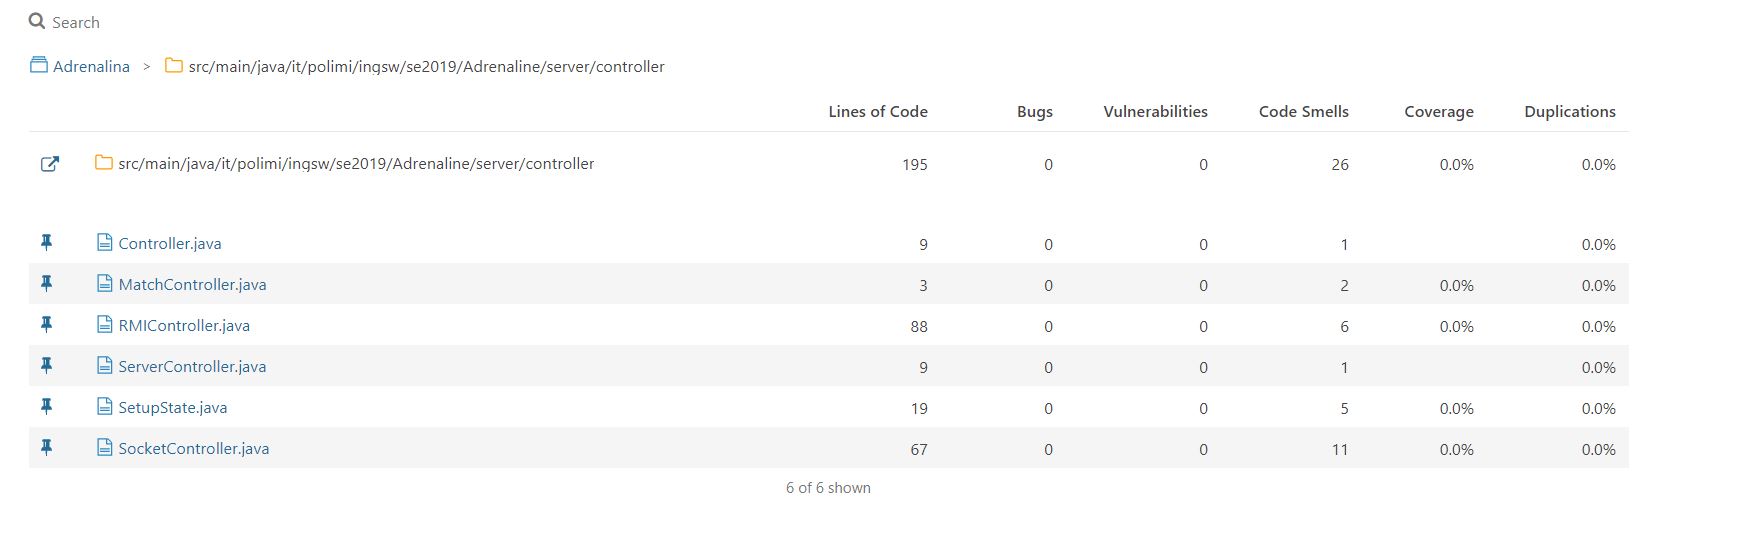 Search
Adrenalina > src/main/java/it/polimi/ingsw/se2019/Adrenaline/server/controller
Lines of Code Bugs Vulnerabilities Code Smells Coverage Duplications
src/main/java/it/polimi/ingsw/se2019/Adrenaline/server/controller 195 0 0 26 0.0% 0.0%
Controller.java 9 0 0 1 0.0%
MatchController.java 3 0 0 2 0.0% 0.0%
RMIController.java 88 0 0 6 0.0% 0.0%
ServerController.java 9 0 0 1 0.0%
SetupState.java 19 0 0 5 0.0% 0.0%
SocketController.java 67 0 0 11 0.0% 0.0%
6 of 6 shown